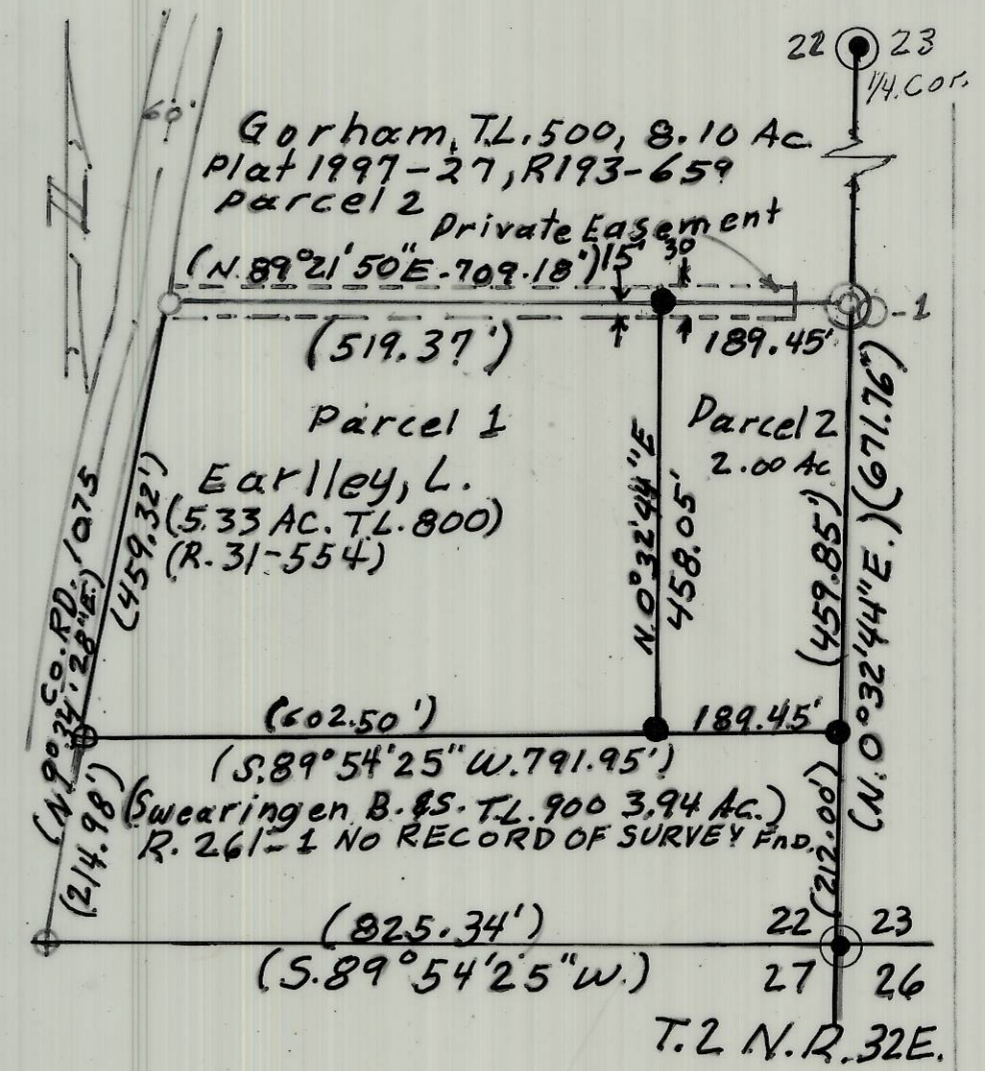 22 23
1/4. Cor.
60'
Gorham, T.L. 500, 8.10 Ac.
Plat 1997-27, R193-659
Parcel 2
Private Easement
(N. 89°21'50"E. 709.18')
15'
30'
-1
(519.37')
189.45'
Parcel 1
Earlley, L.
(5.33 AC. T.L. 800)
(R. 31-554)
Parcel 2
2.00 Ac
N. 0°32'44"E
458.05'
(459.85')
(N. 0°32'44"E.)(671.76')
(459.32')
CO. RD. 1075
(N. 9°34'28"E.)
(602.50')
189.45'
(S. 89°54'25"W. 791.95')
(Swearingen B. & S. T.L. 900 3.94 Ac.)
R. 261-1 NO RECORD OF SURVEY FND.
(214.98')
(212.00')
(825.34')
(S. 89°54'25"W.)
22 23
27 26
T. 2 N. R. 32E.